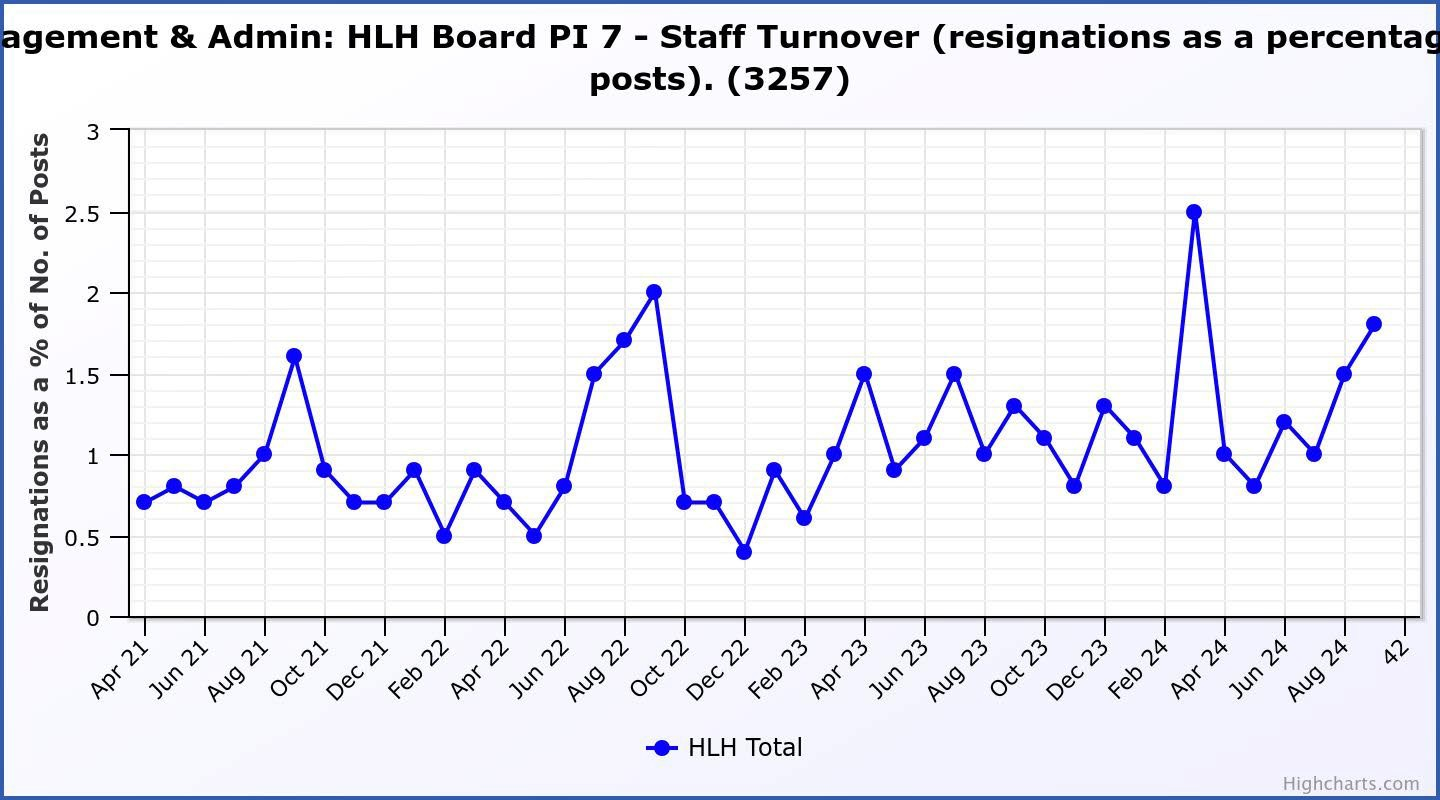 agement & Admin: HLH Board PI 7 - Staff Turnover (resignations as a percentag
posts). (3257)
Resignations as a % of No. of Posts
3
2.5
2
1.5
1
0.5
0
Apr 21
Jun 21
Aug 21
Oct 21
Dec 21
Feb 22
Apr 22
Jun 22
Aug 22
Oct 22
Dec 22
Feb 23
Apr 23
Jun 23
Aug 23
Oct 23
Dec 23
Feb 24
Apr 24
Jun 24
Aug 24
42
HLH Total
Highcharts.com